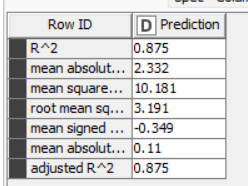 Row ID D Prediction
R^2 0.875
mean absolut... 2.332
mean square... 10.181
root mean sq... 3.191
mean signed ... -0.349
mean absolut... 0.11
adjusted R^2 0.875